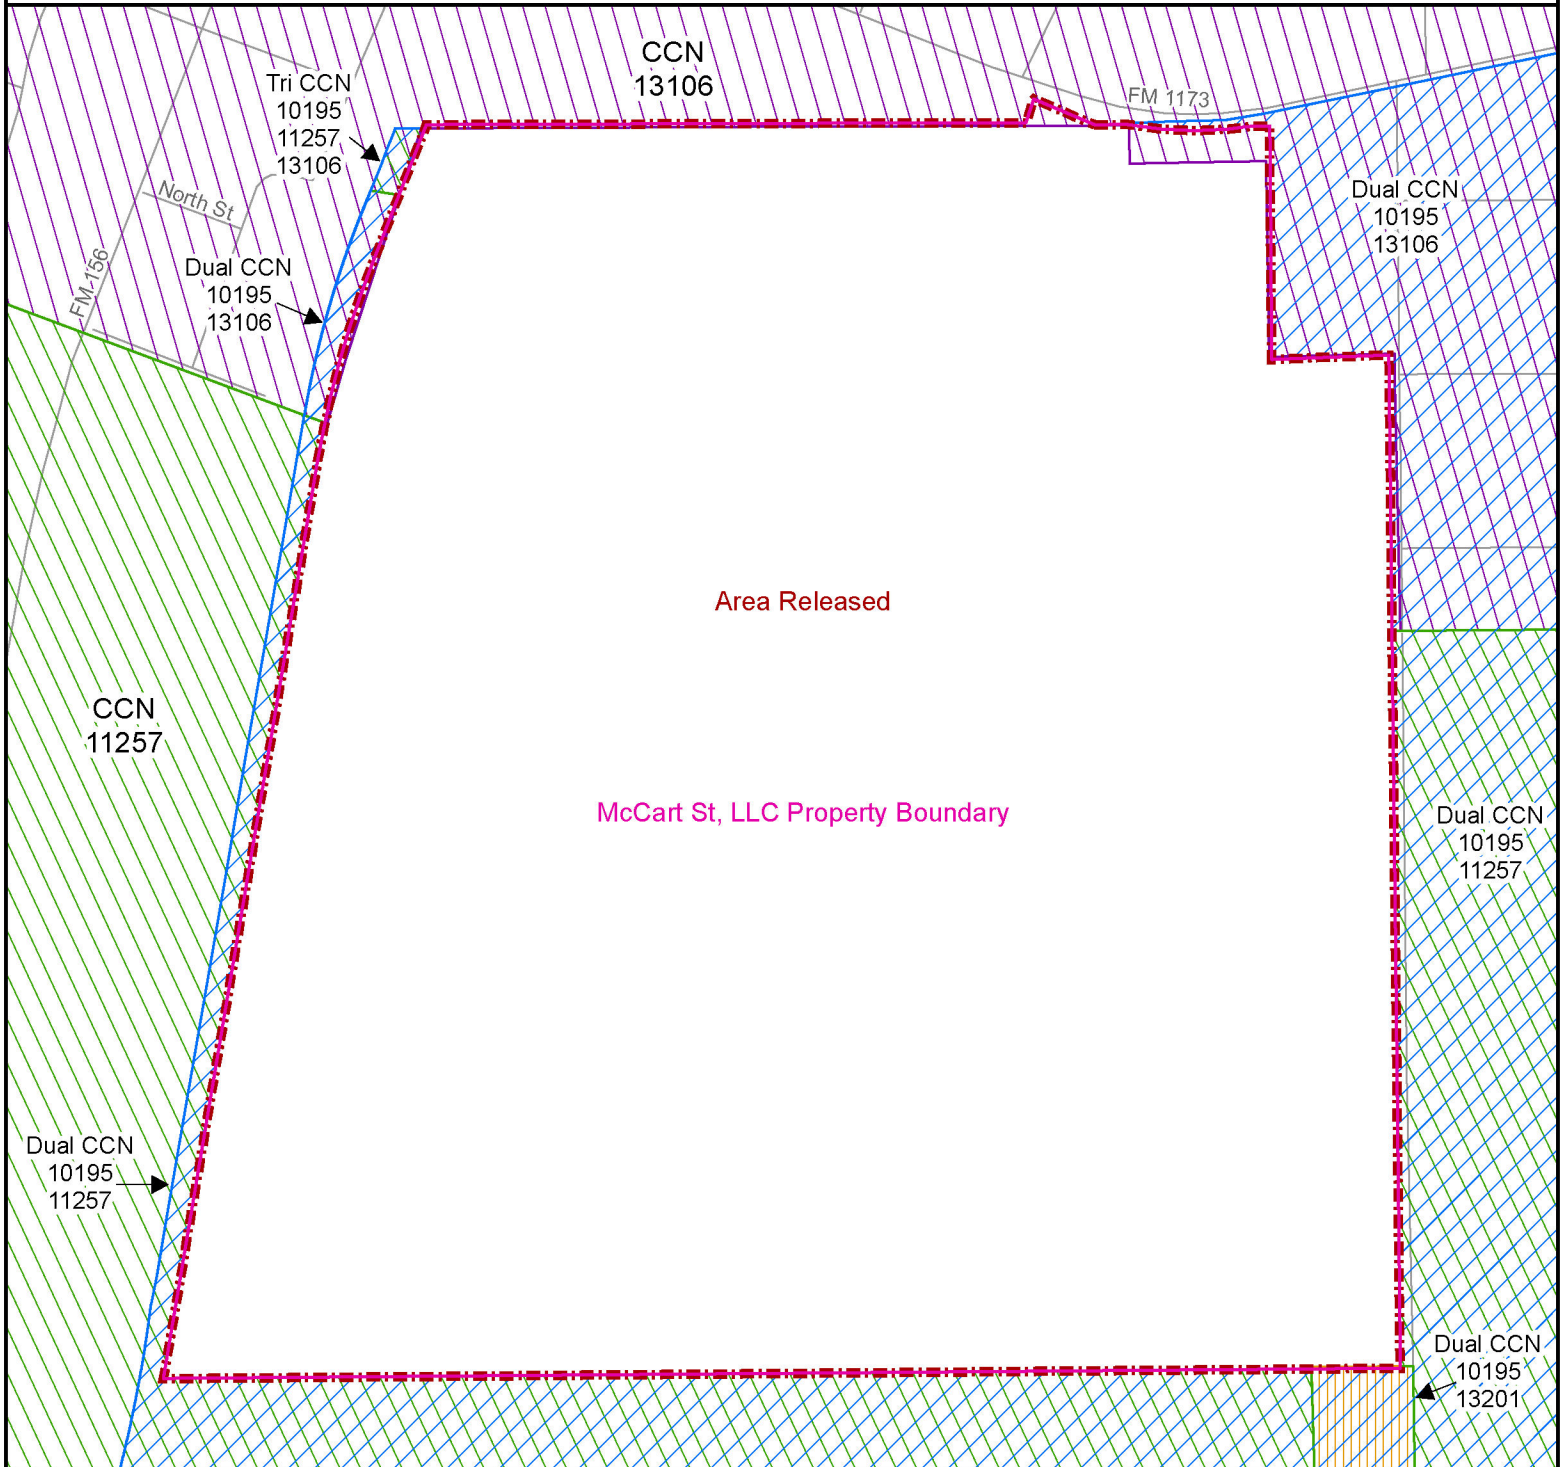 CCN
13106
Tri CCN
10195
11257
13106
FM 1173
North St
Dual CCN
10195
13106
FM 156
Dual CCN
10195
13106
Area Released
CCN
11257
McCart St, LLC Property Boundary
Dual CCN
10195
11257
Dual CCN
10195
11257
Dual CCN
10195
13201